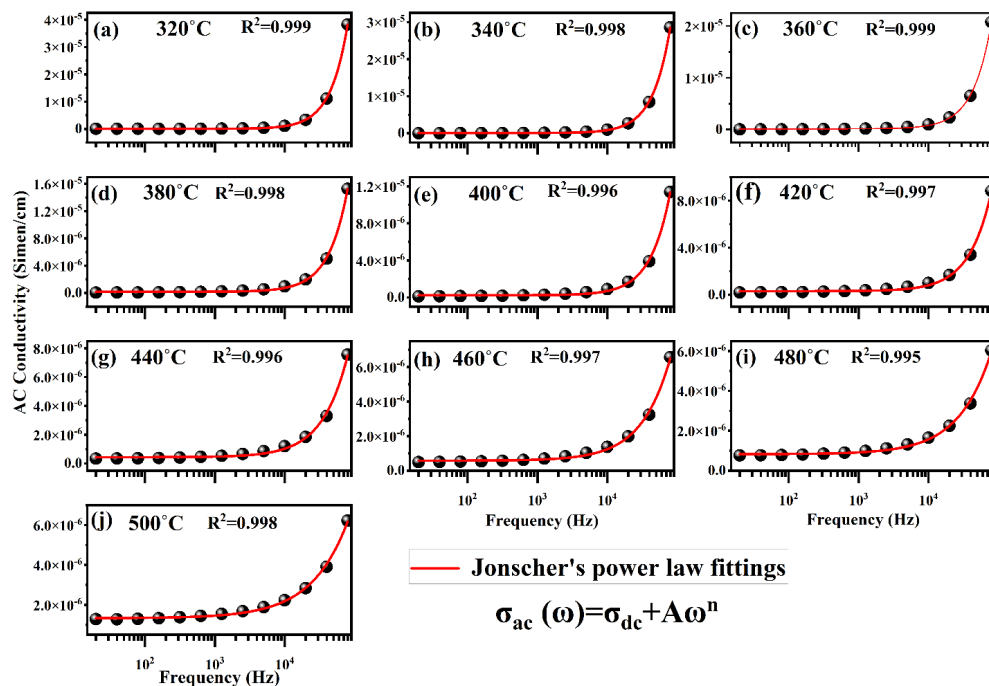 (a) 320°C R²=0.999
4×10⁻⁵
3×10⁻⁵
2×10⁻⁵
1×10⁻⁵
0
(b) 340°C R²=0.998
3×10⁻⁵
2×10⁻⁵
1×10⁻⁵
0
(c) 360°C R²=0.999
2×10⁻⁵
1×10⁻⁵
0
AC Conductivity (Simen/cm)
(d) 380°C R²=0.998
1.6×10⁻⁵
1.2×10⁻⁵
8.0×10⁻⁶
4.0×10⁻⁶
0.0
(e) 400°C R²=0.996
1.2×10⁻⁵
8.0×10⁻⁶
4.0×10⁻⁶
0.0
(f) 420°C R²=0.997
8.0×10⁻⁶
4.0×10⁻⁶
0.0
(g) 440°C R²=0.996
8.0×10⁻⁶
6.0×10⁻⁶
4.0×10⁻⁶
2.0×10⁻⁶
0.0
(h) 460°C R²=0.997
6.0×10⁻⁶
4.0×10⁻⁶
2.0×10⁻⁶
0.0
10² 10³ 10⁴
Frequency (Hz)
(i) 480°C R²=0.995
6.0×10⁻⁶
4.0×10⁻⁶
2.0×10⁻⁶
0.0
10² 10³ 10⁴
Frequency (Hz)
(j) 500°C R²=0.998
6.0×10⁻⁶
4.0×10⁻⁶
2.0×10⁻⁶
10² 10³ 10⁴
Frequency (Hz)
Jonscher's power law fittings
σac (ω)=σdc+Aωⁿ